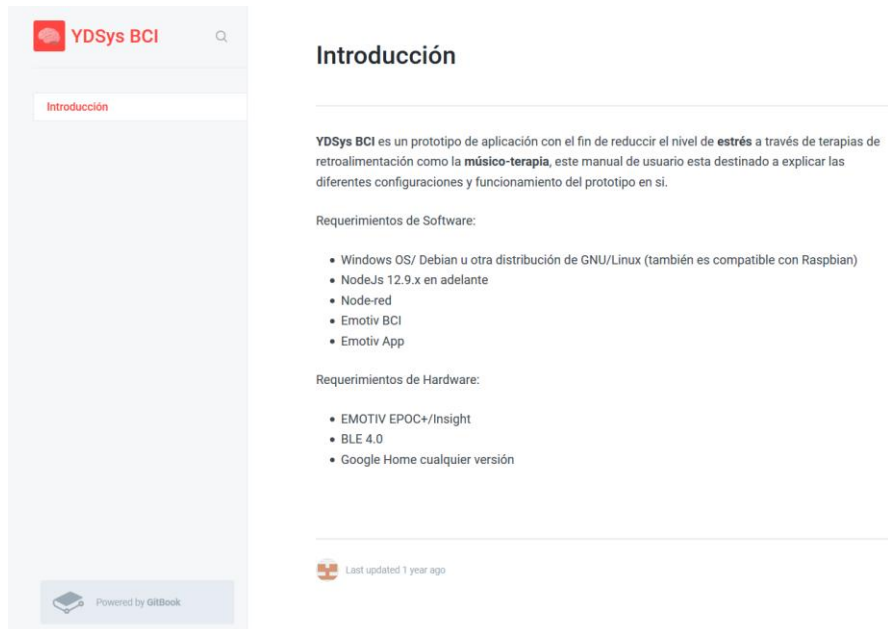 YDSys BCI
Introducción
Introducción
YDSys BCI es un prototipo de aplicación con el fin de reduccir el nivel de estrés a través de terapias de
retroalimentación como la músico-terapia, este manual de usuario esta destinado a explicar las
diferentes configuraciones y funcionamiento del prototipo en si.
Requerimientos de Software:
• Windows OS/ Debian u otra distribución de GNU/Linux (también es compatible con Raspbian)
• NodeJs 12.9.x en adelante
• Node-red
• Emotiv BCI
• Emotiv App
Requerimientos de Hardware:
• EMOTIV EPOC+/Insight
• BLE 4.0
• Google Home cualquier versión
Last updated 1 year ago
Powered by GitBook